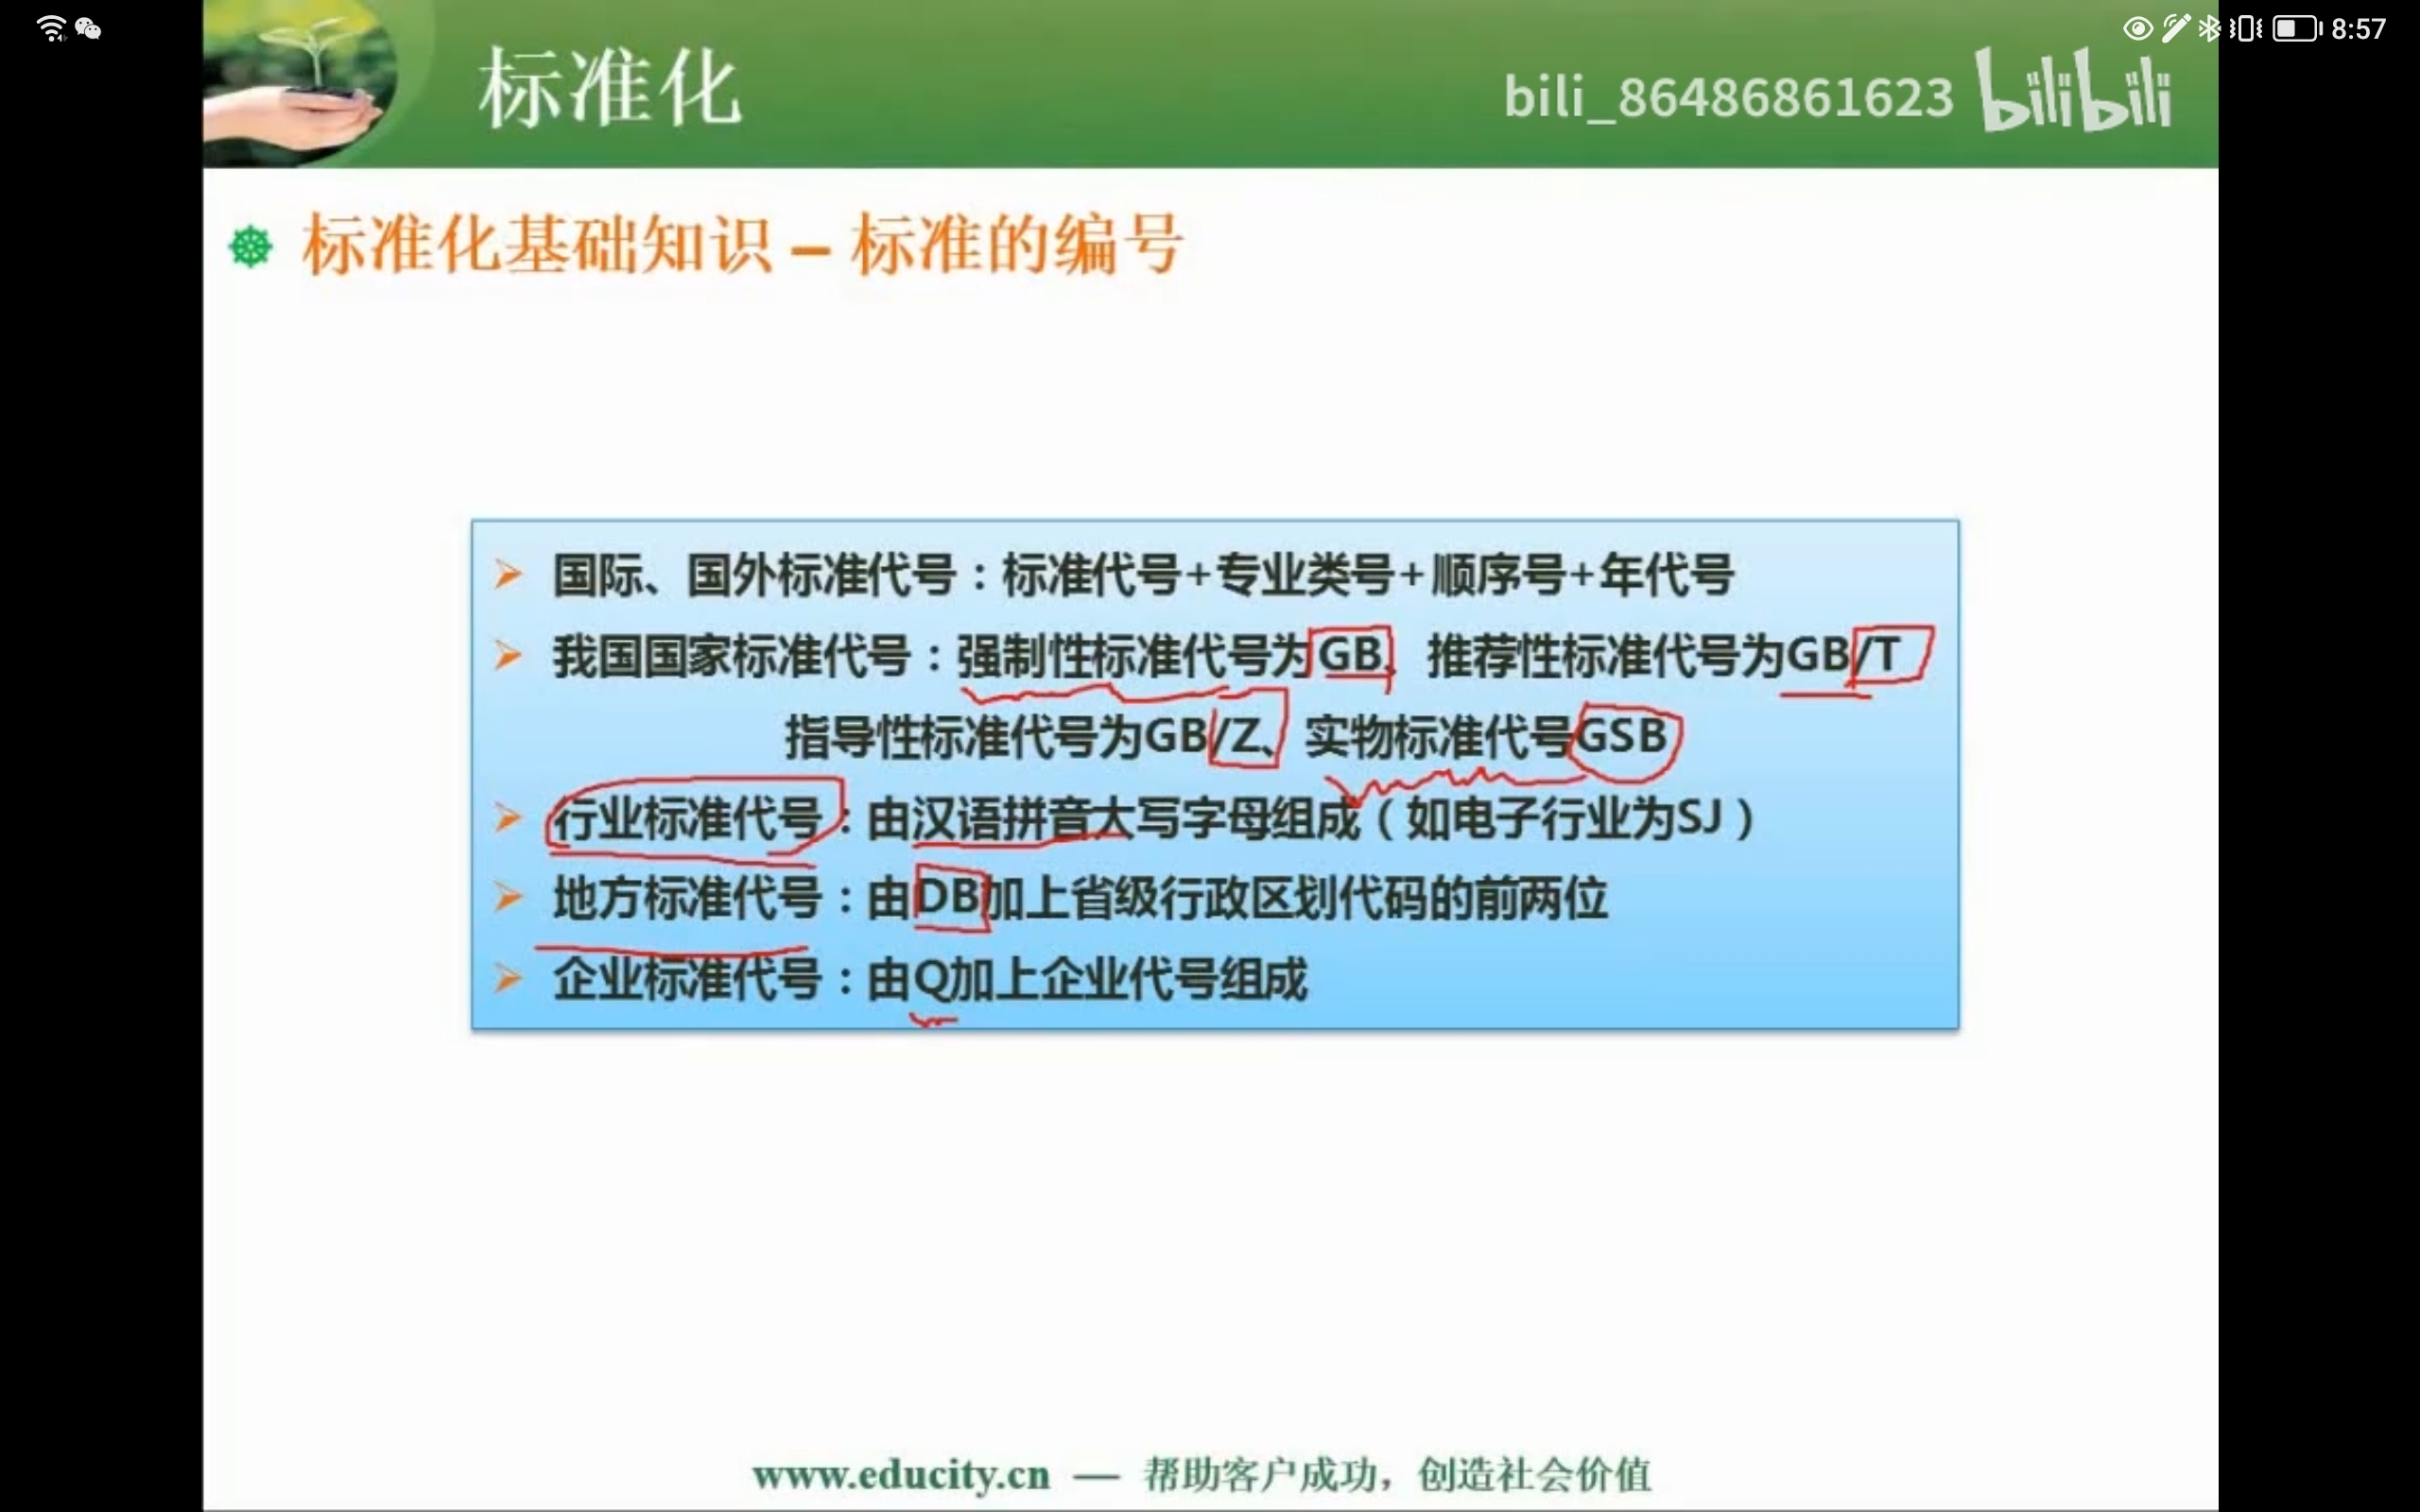 8:57
标准化
bili_86486861623 bilibili
标准化基础知识 – 标准的编号
国际、国外标准代号：标准代号+专业类号+顺序号+年代号
我国国家标准代号：强制性标准代号为GB、 推荐性标准代号为GB/T
指导性标准代号为GB/Z、 实物标准代号GSB
行业标准代号：由汉语拼音大写字母组成（如电子行业为SJ）
地方标准代号：由DB加上省级行政区划代码的前两位
企业标准代号：由Q加上企业代号组成
www.educity.cn — 帮助客户成功，创造社会价值